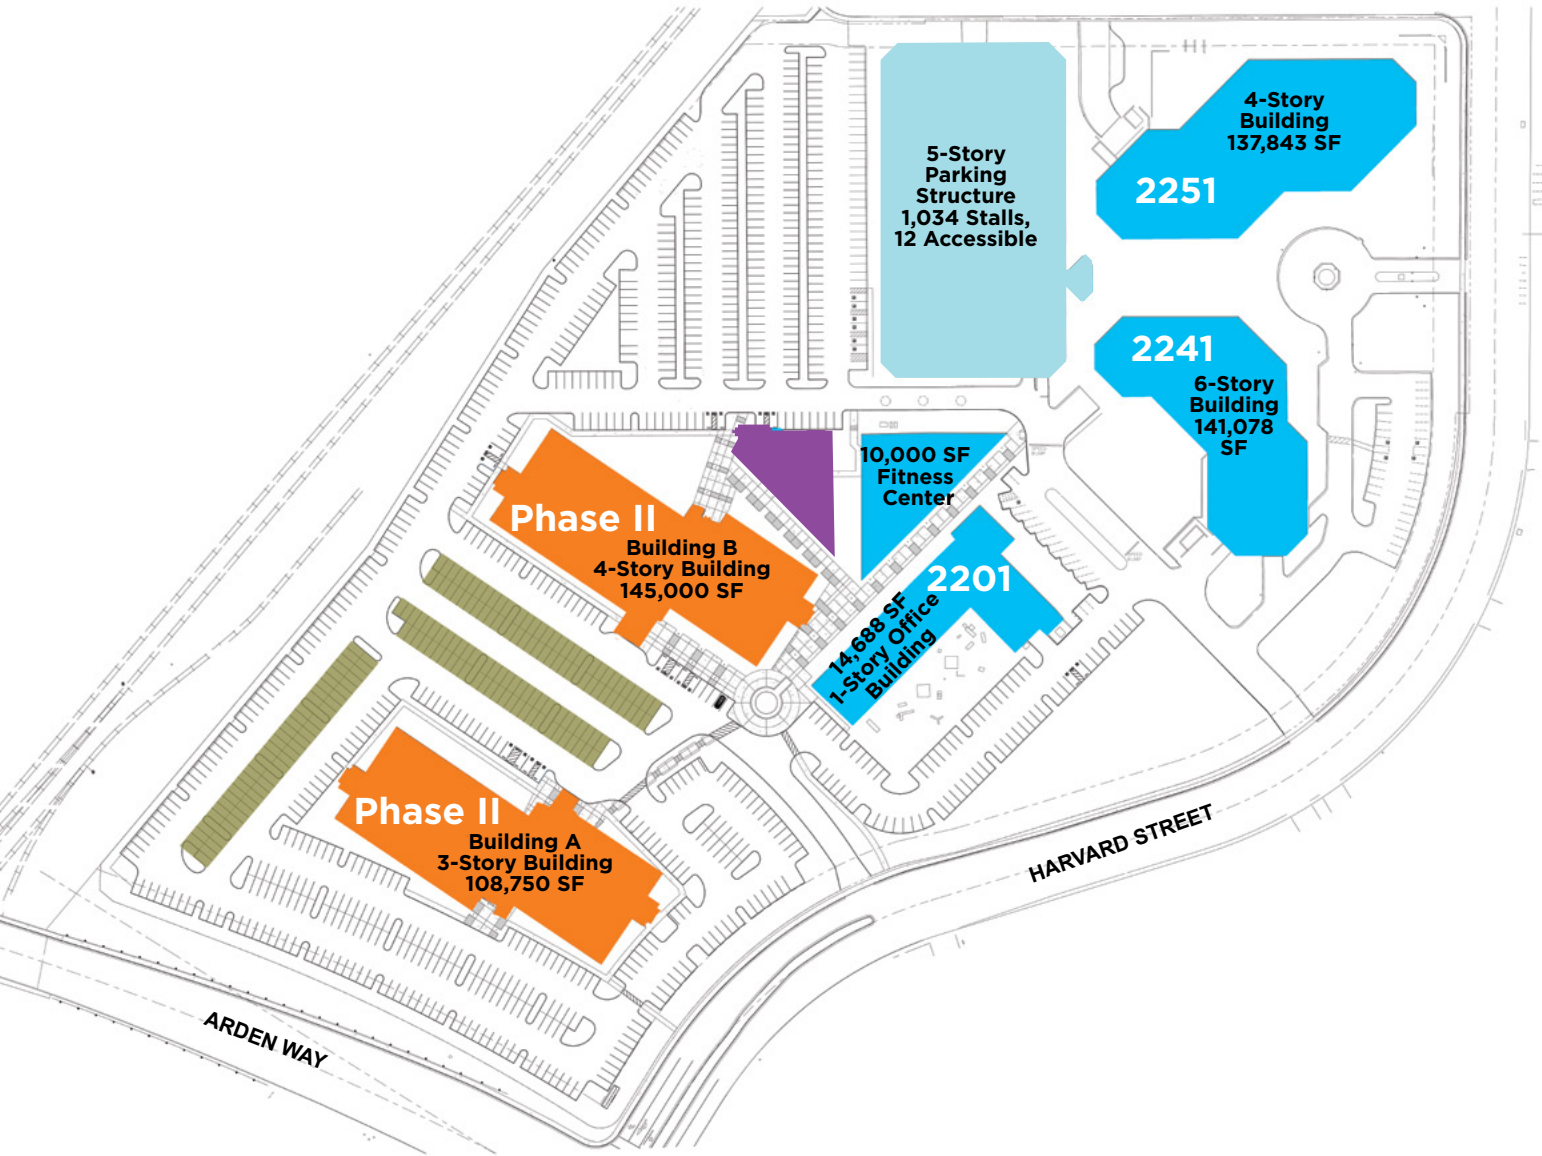 4-Story
Building
137,843 SF
2251
5-Story
Parking
Structure
1,034 Stalls,
12 Accessible
2241
6-Story
Building
141,078
SF
10,000 SF
Fitness
Center
Phase II
Building B
4-Story Building
145,000 SF
2201
14,688 SF
1-Story Office
Building
Phase II
Building A
3-Story Building
108,750 SF
HARVARD STREET
ARDEN WAY